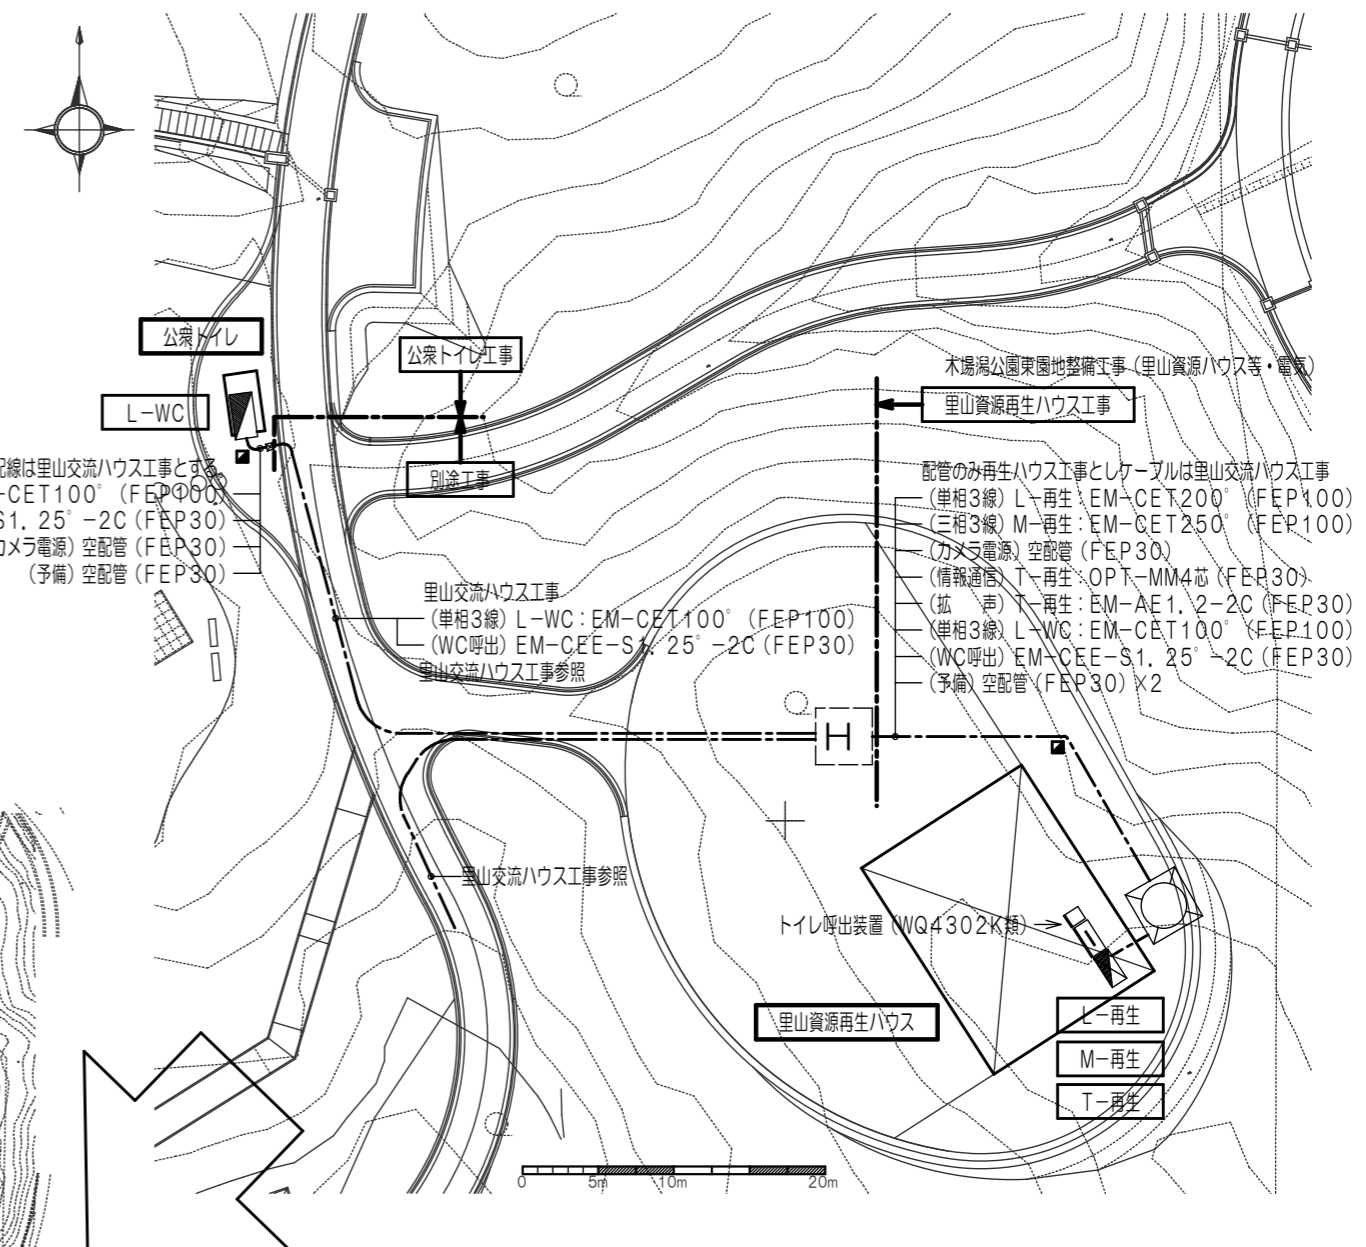 公衆トイレ
公衆トイレ工事
L-WC
別途工事
木場潟公園東園地整備工事(里山資源ハウス等・電気)
里山資源再生ハウス工事
配線は里山交流ハウス工事とする。
-CET100° (FEP100)
S1.25°-2C(FEP30)
カメラ電源)空配管(FEP30)
(予備)空配管(FEP30)
配管のみ再生ハウス工事としケーブルは里山交流ハウス工事
(単相3線)L-再生:EM-CET200° (FEP100)
(三相3線)M-再生:EM-CET250° (FEP100)
(カメラ電源)空配管(FEP30)
(情報通信)T-再生:OPT-MM4芯(FEP30)
(拡 声)T-再生:EM-AE1.2-2C(FEP30)
(単相3線)L-WC:EM-CET100° (FEP100)
(WC呼出)EM-CEE-S1.25°-2C(FEP30)
(予備)空配管(FEP30)×2
里山交流ハウス工事
(単相3線)L-WC:EM-CET100° (FEP100)
(WC呼出)EM-CEE-S1.25°-2C(FEP30)
里山交流ハウス工事参照
H
里山交流ハウス工事参照
トイレ呼出装置(WQ4302K類)
里山資源再生ハウス
L-再生
M-再生
T-再生
0 5m 10m 20m